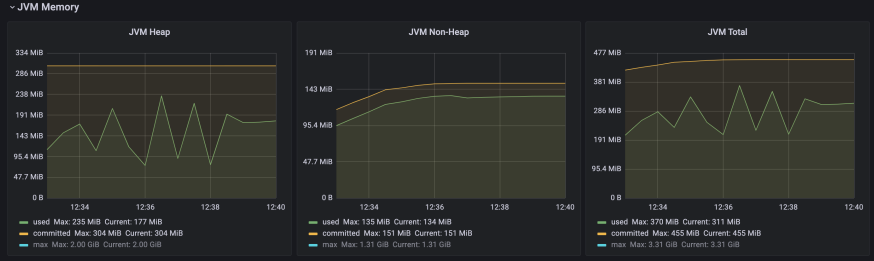 JVM Memory
JVM Heap
334 MiB
286 MiB
238 MiB
191 MiB
143 MiB
95.4 MiB
47.7 MiB
0 B
12:34 12:36 12:38 12:40
used Max: 235 MiB Current: 177 MiB
committed Max: 304 MiB Current: 304 MiB
max Max: 2.00 GiB Current: 2.00 GiB
JVM Non-Heap
191 MiB
143 MiB
95.4 MiB
47.7 MiB
0 B
12:34 12:36 12:38 12:40
used Max: 135 MiB Current: 134 MiB
committed Max: 151 MiB Current: 151 MiB
max Max: 1.31 GiB Current: 1.31 GiB
JVM Total
477 MiB
381 MiB
286 MiB
191 MiB
95.4 MiB
0 B
12:34 12:36 12:38 12:40
used Max: 370 MiB Current: 311 MiB
committed Max: 455 MiB Current: 455 MiB
max Max: 3.31 GiB Current: 3.31 GiB